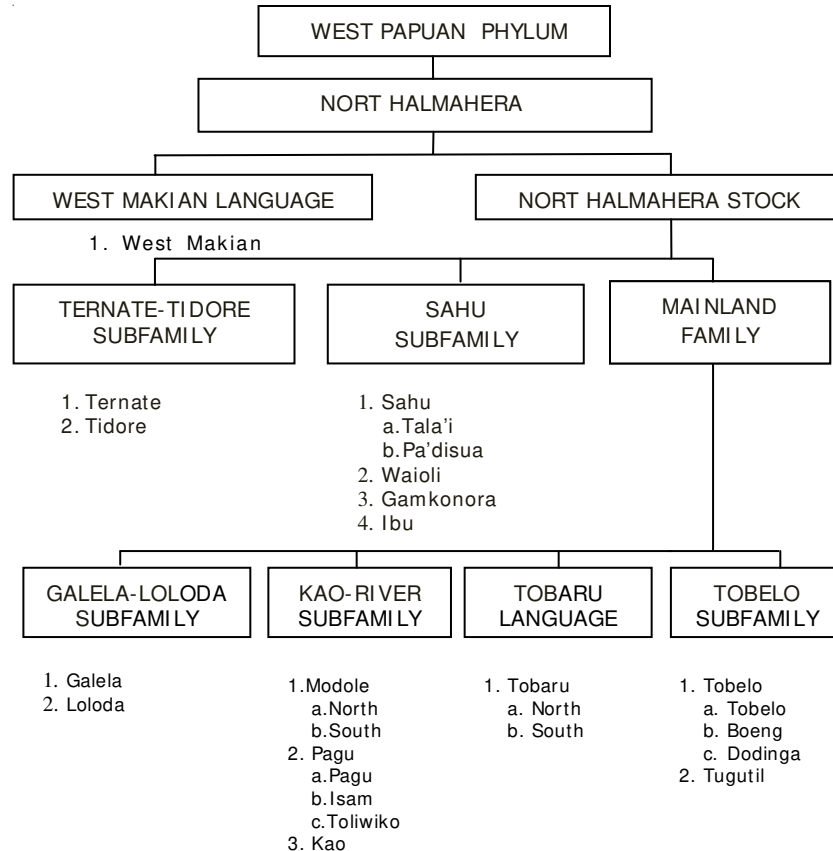 WEST PAPUAN PHYLUM
NORT HALMAHERA
WEST MAKIAN LANGUAGE
1. West Makian
NORT HALMAHERA STOCK
TERNATE-TIDORE
SUBFAMILY
1. Ternate
2. Tidore
SAHU
SUBFAMILY
1. Sahu
a.Tala'i
b.Pa'disua
2. Waioli
3. Gamkonora
4. Ibu
MAINLAND
FAMILY
GALELA-LOLODA
SUBFAMILY
1. Galela
2. Loloda
KAO-RIVER
SUBFAMILY
1.Modole
a.North
b.South
2. Pagu
a.Pagu
b.Isam
c.Toliwiko
3. Kao
TOBARU
LANGUAGE
1. Tobaru
a. North
b. South
TOBELO
SUBFAMILY
1. Tobelo
a. Tobelo
b. Boeng
c. Dodinga
2. Tugutil